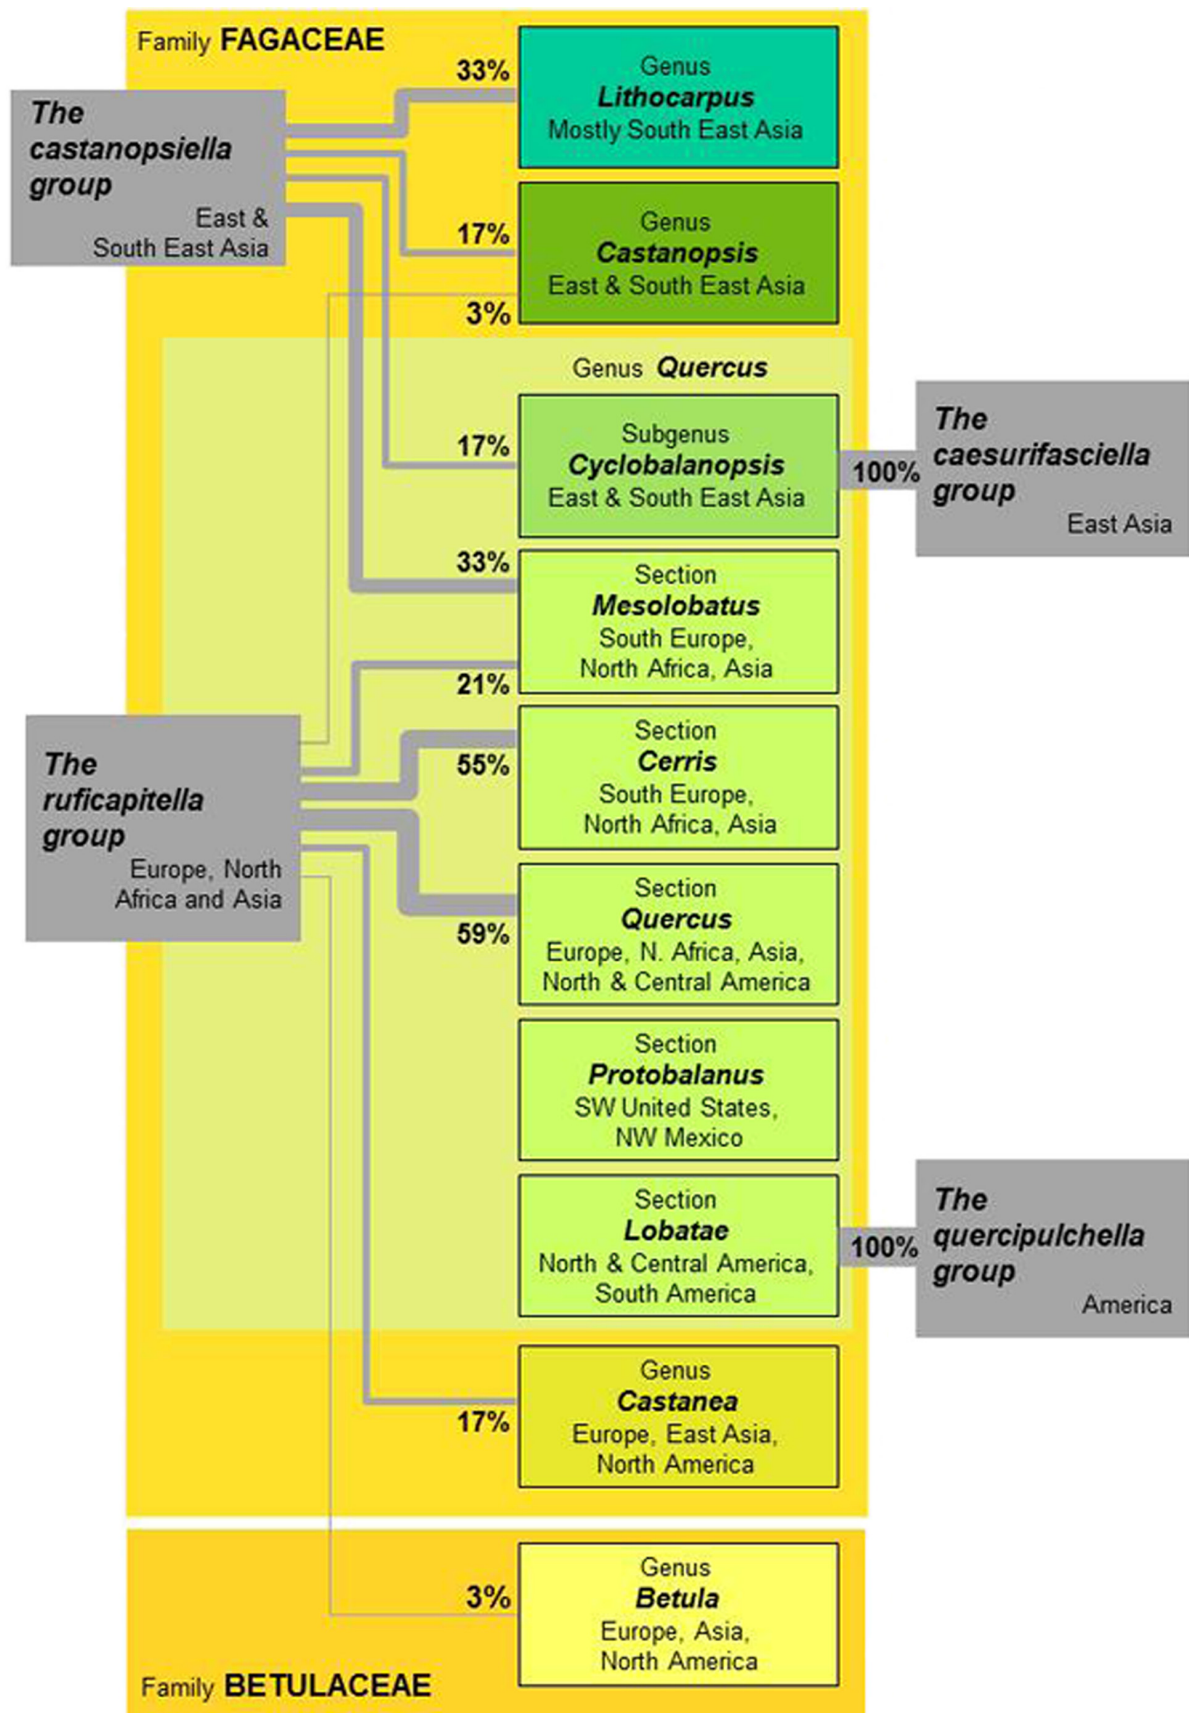 Family FAGACEAE
The
castanopsiella
group
East &
South East Asia
33%
Genus
Lithocarpus
Mostly South East Asia
17%
Genus
Castanopsis
East & South East Asia
3%
Genus Quercus
17%
Subgenus
Cyclobalanopsis
East & South East Asia
100%
The
caesurifasciella
group
East Asia
33%
Section
Mesolobatus
South Europe,
North Africa, Asia
21%
The
ruficapitella
group
Europe, North
Africa and Asia
55%
Section
Cerris
South Europe,
North Africa, Asia
59%
Section
Quercus
Europe, N. Africa, Asia,
North & Central America
Section
Protobalanus
SW United States,
NW Mexico
Section
Lobatae
North & Central America,
South America
100%
The
quercipulchella
group
America
17%
Genus
Castanea
Europe, East Asia,
North America
3%
Genus
Betula
Europe, Asia,
North America
Family BETULACEAE